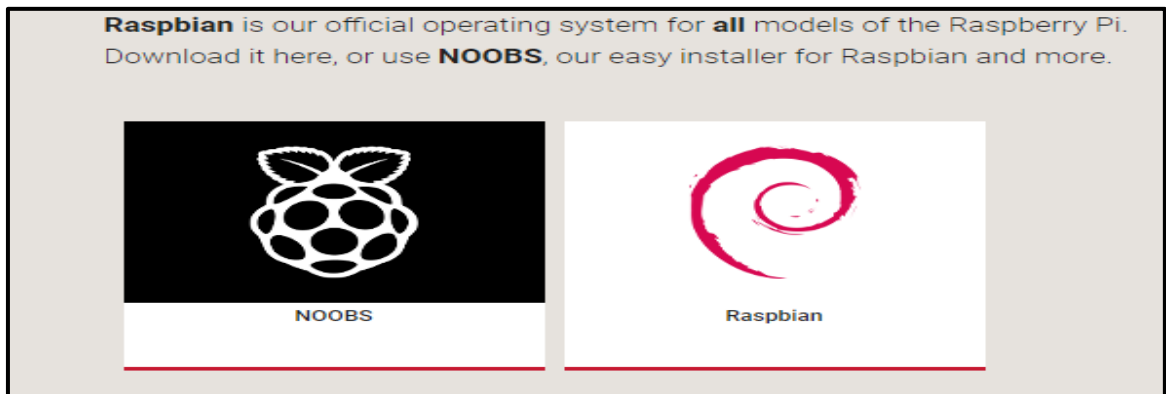 Raspbian is our official operating system for all models of the Raspberry Pi.
Download it here, or use NOOBS, our easy installer for Raspbian and more.
NOOBS
Raspbian